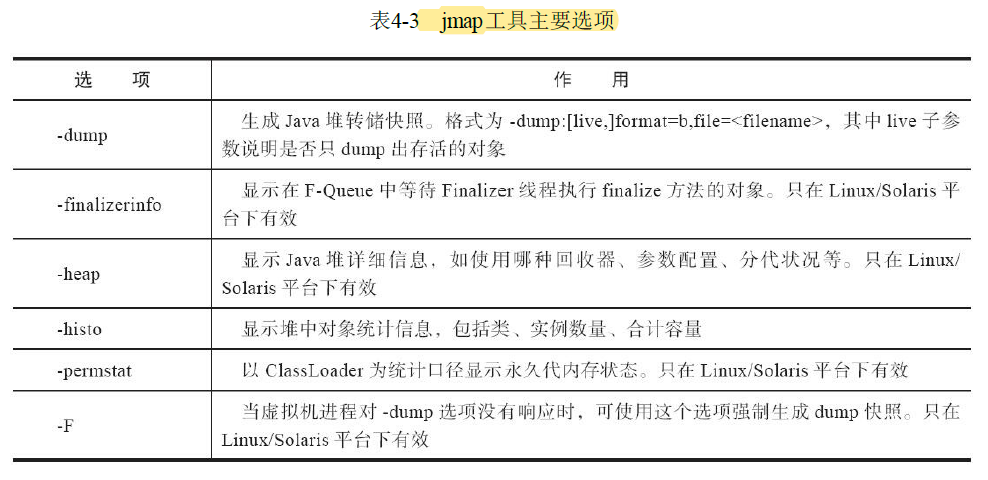 表4-3 jmap工具主要选项
选 项
作 用
-dump
生成 Java 堆转储快照。格式为 -dump:[live,]format=b,file=<filename>，其中 live 子参
数说明是否只 dump 出存活的对象
-finalizerinfo
显示在 F-Queue 中等待 Finalizer 线程执行 finalize 方法的对象。只在 Linux/Solaris 平
台下有效
-heap
显示 Java 堆详细信息，如使用哪种回收器、参数配置、分代状况等。只在 Linux/
Solaris 平台下有效
-histo
显示堆中对象统计信息，包括类、实例数量、合计容量
-permstat
以 ClassLoader 为统计口径显示永久代内存状态。只在 Linux/Solaris 平台下有效
-F
当虚拟机进程对 -dump 选项没有响应时，可使用这个选项强制生成 dump 快照。只在
Linux/Solaris 平台下有效